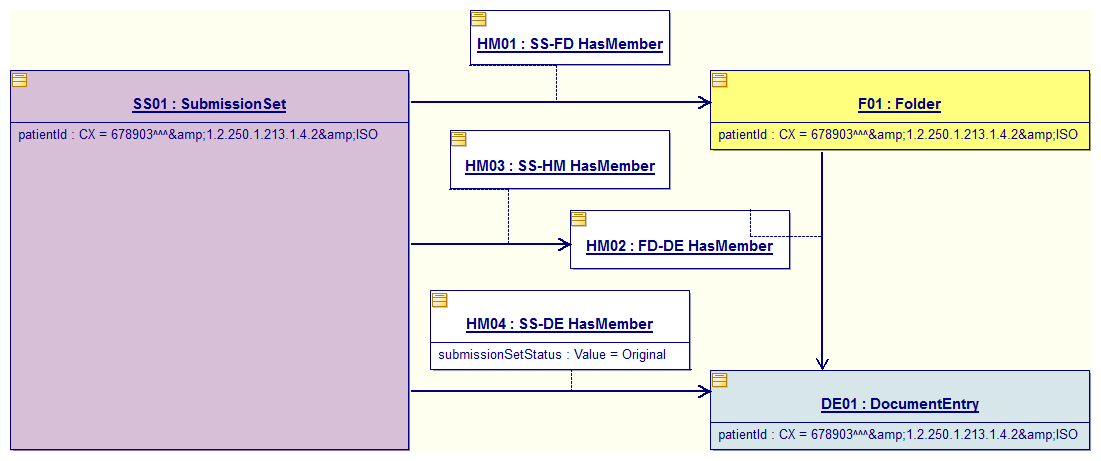 HM01 : SS-FD HasMember
SS01 : SubmissionSet
patientId : CX = 678903^^^&amp;1.2.250.1.213.1.4.2&amp;ISO
F01 : Folder
patientId : CX = 678903^^^&amp;1.2.250.1.213.1.4.2&amp;ISO
HM03 : SS-HM HasMember
HM02 : FD-DE HasMember
HM04 : SS-DE HasMember
submissionSetStatus : Value = Original
DE01 : DocumentEntry
patientId : CX = 678903^^^&amp;1.2.250.1.213.1.4.2&amp;ISO